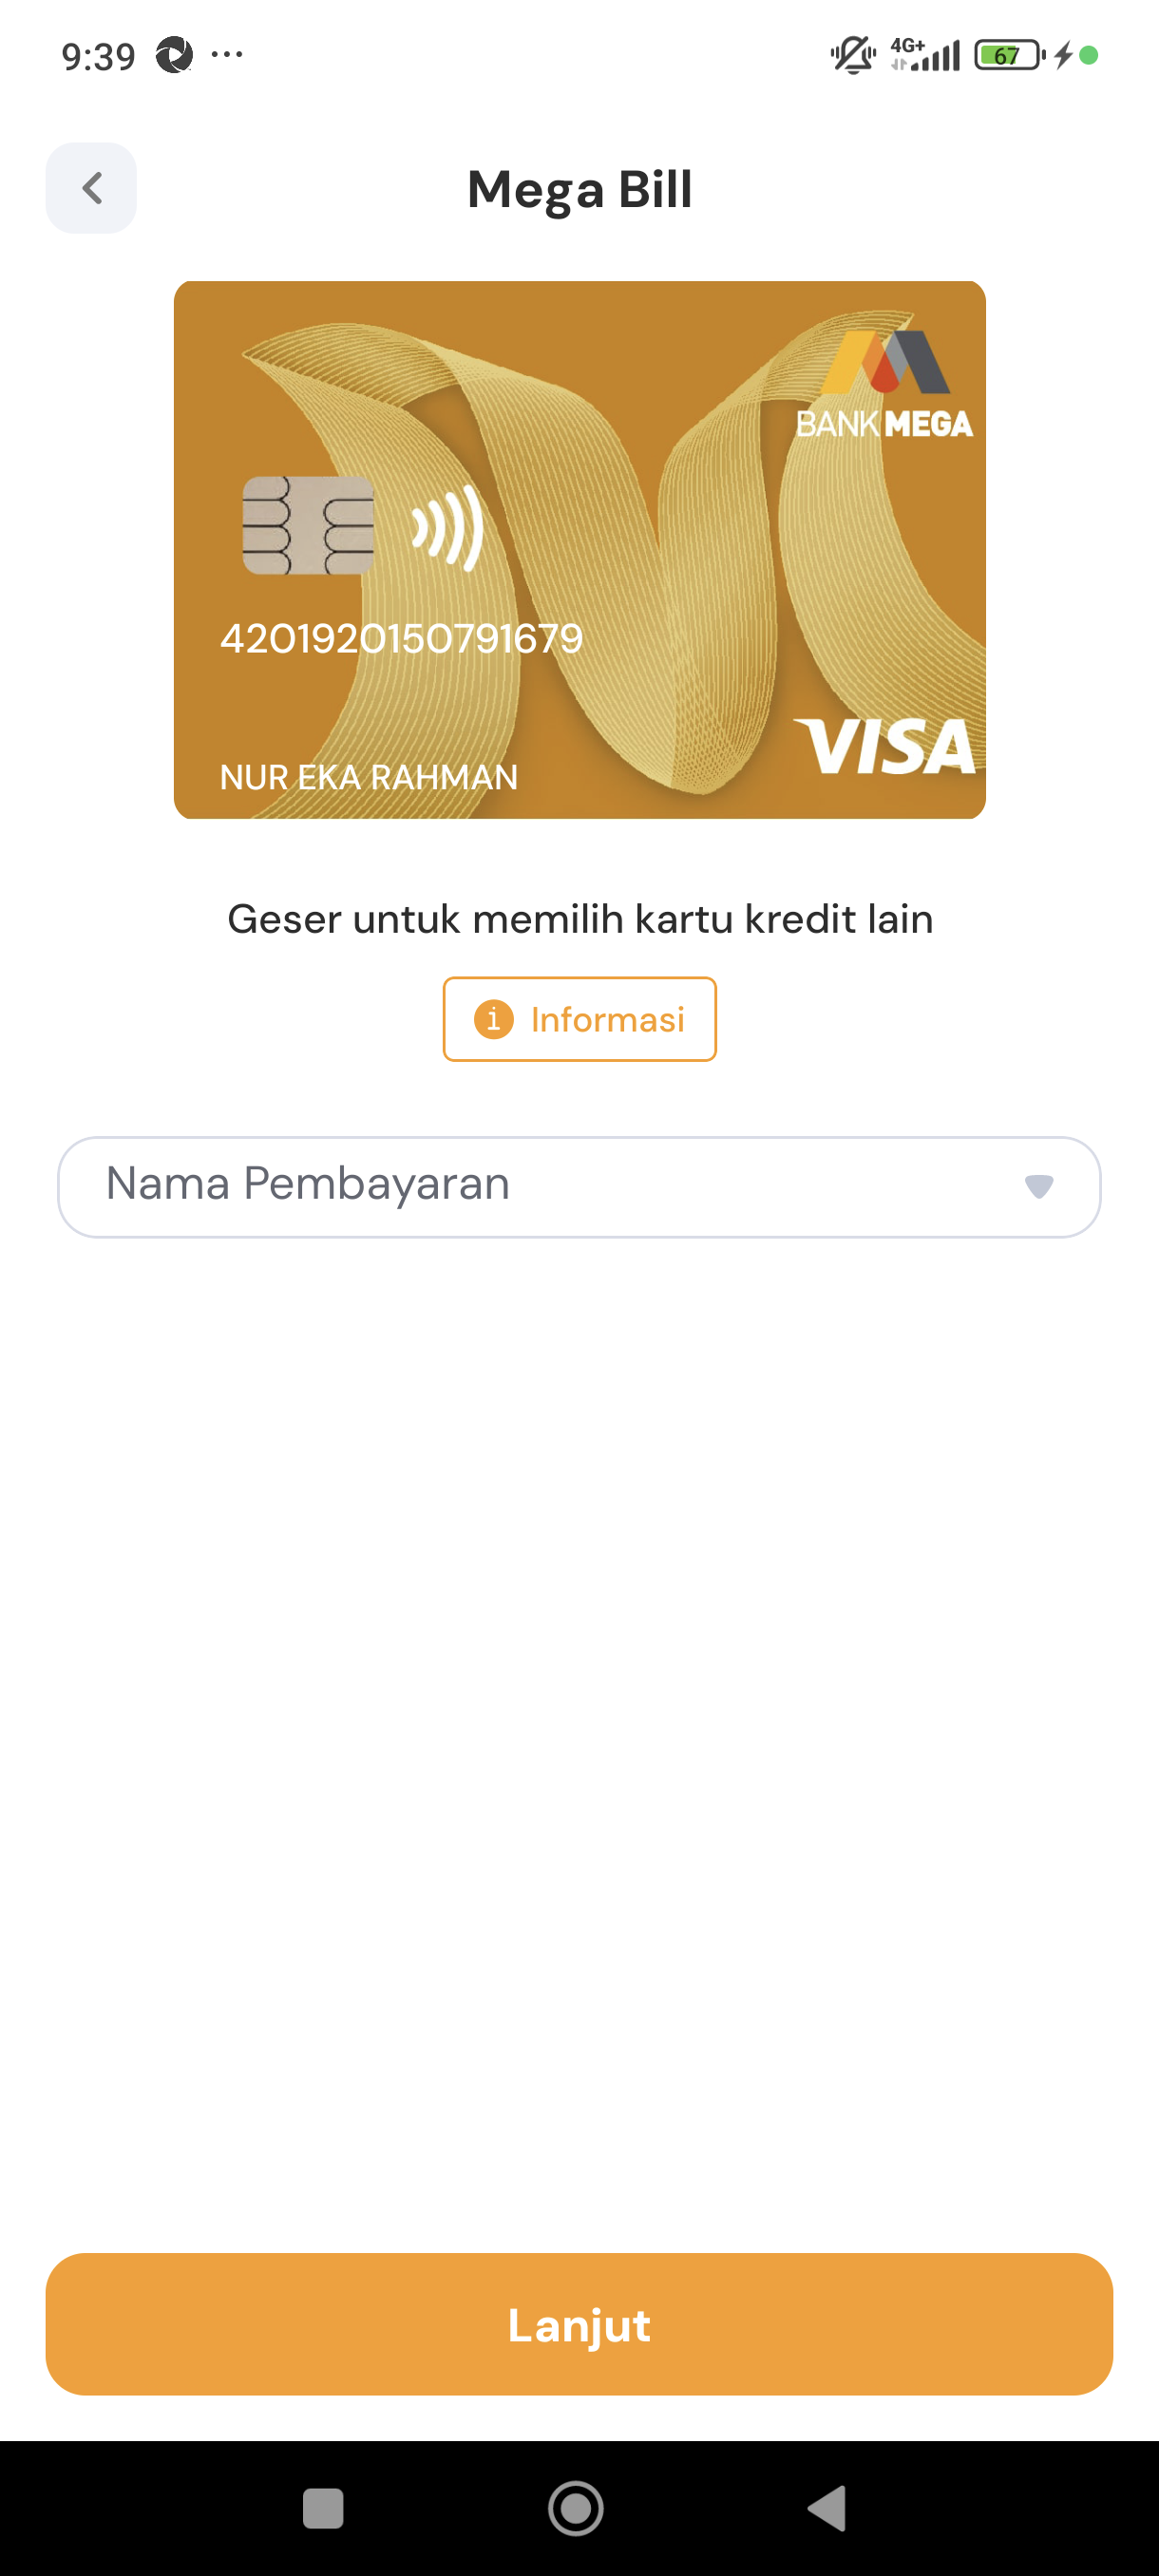 9:39
4G+
67
Mega Bill
BANK MEGA
4201920150791679
VISA
NUR EKA RAHMAN
Geser untuk memilih kartu kredit lain
Informasi
Nama Pembayaran
Lanjut